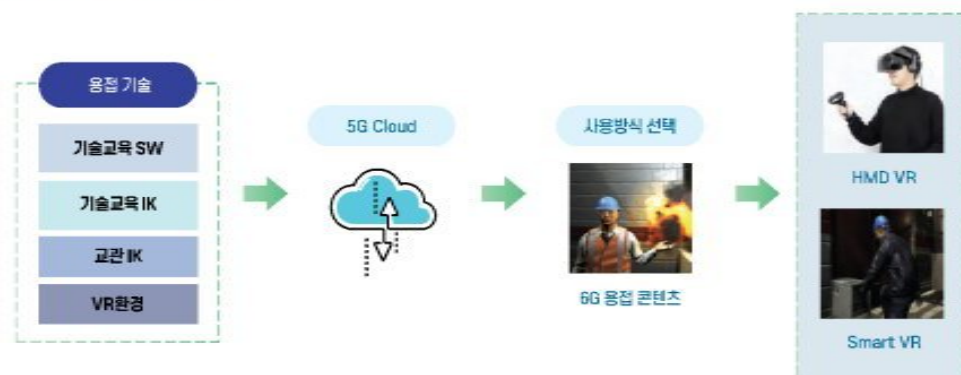 용접 기술
기술교육 SW
기술교육 IK
교관 IK
VR환경
5G Cloud
사용방식 선택
6G 용접 콘텐츠
HMD VR
Smart VR